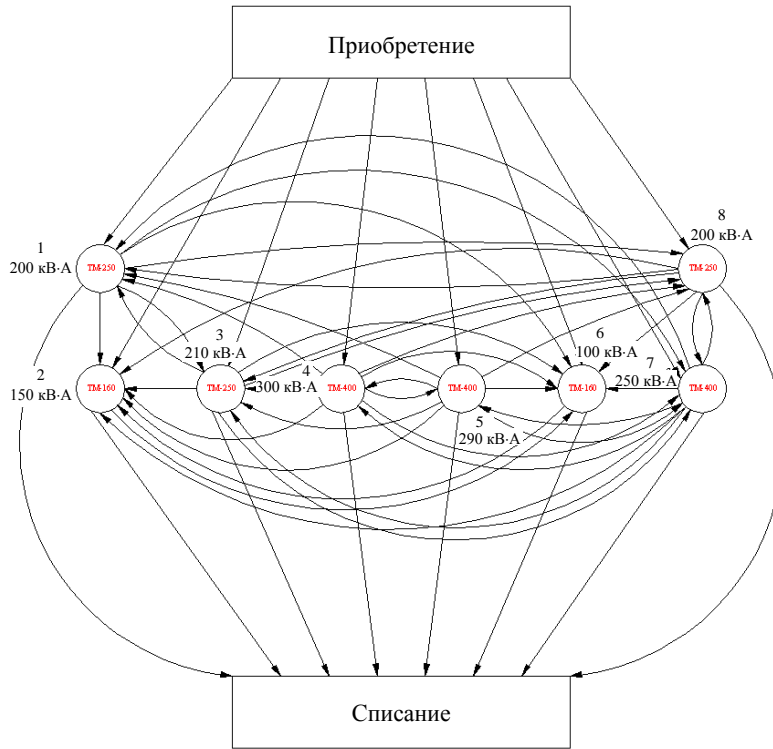 Приобретение
1
200 кВ·А
ТМ-250
8
200 кВ·А
ТМ-250
2
150 кВ·А
ТМ-160
3
210 кВ·А
ТМ-250
4
300 кВ·А
ТМ-400
ТМ-400
5
290 кВ·А
6
100 кВ·А
ТМ-160
7
250 кВ·А
ТМ-400
Списание